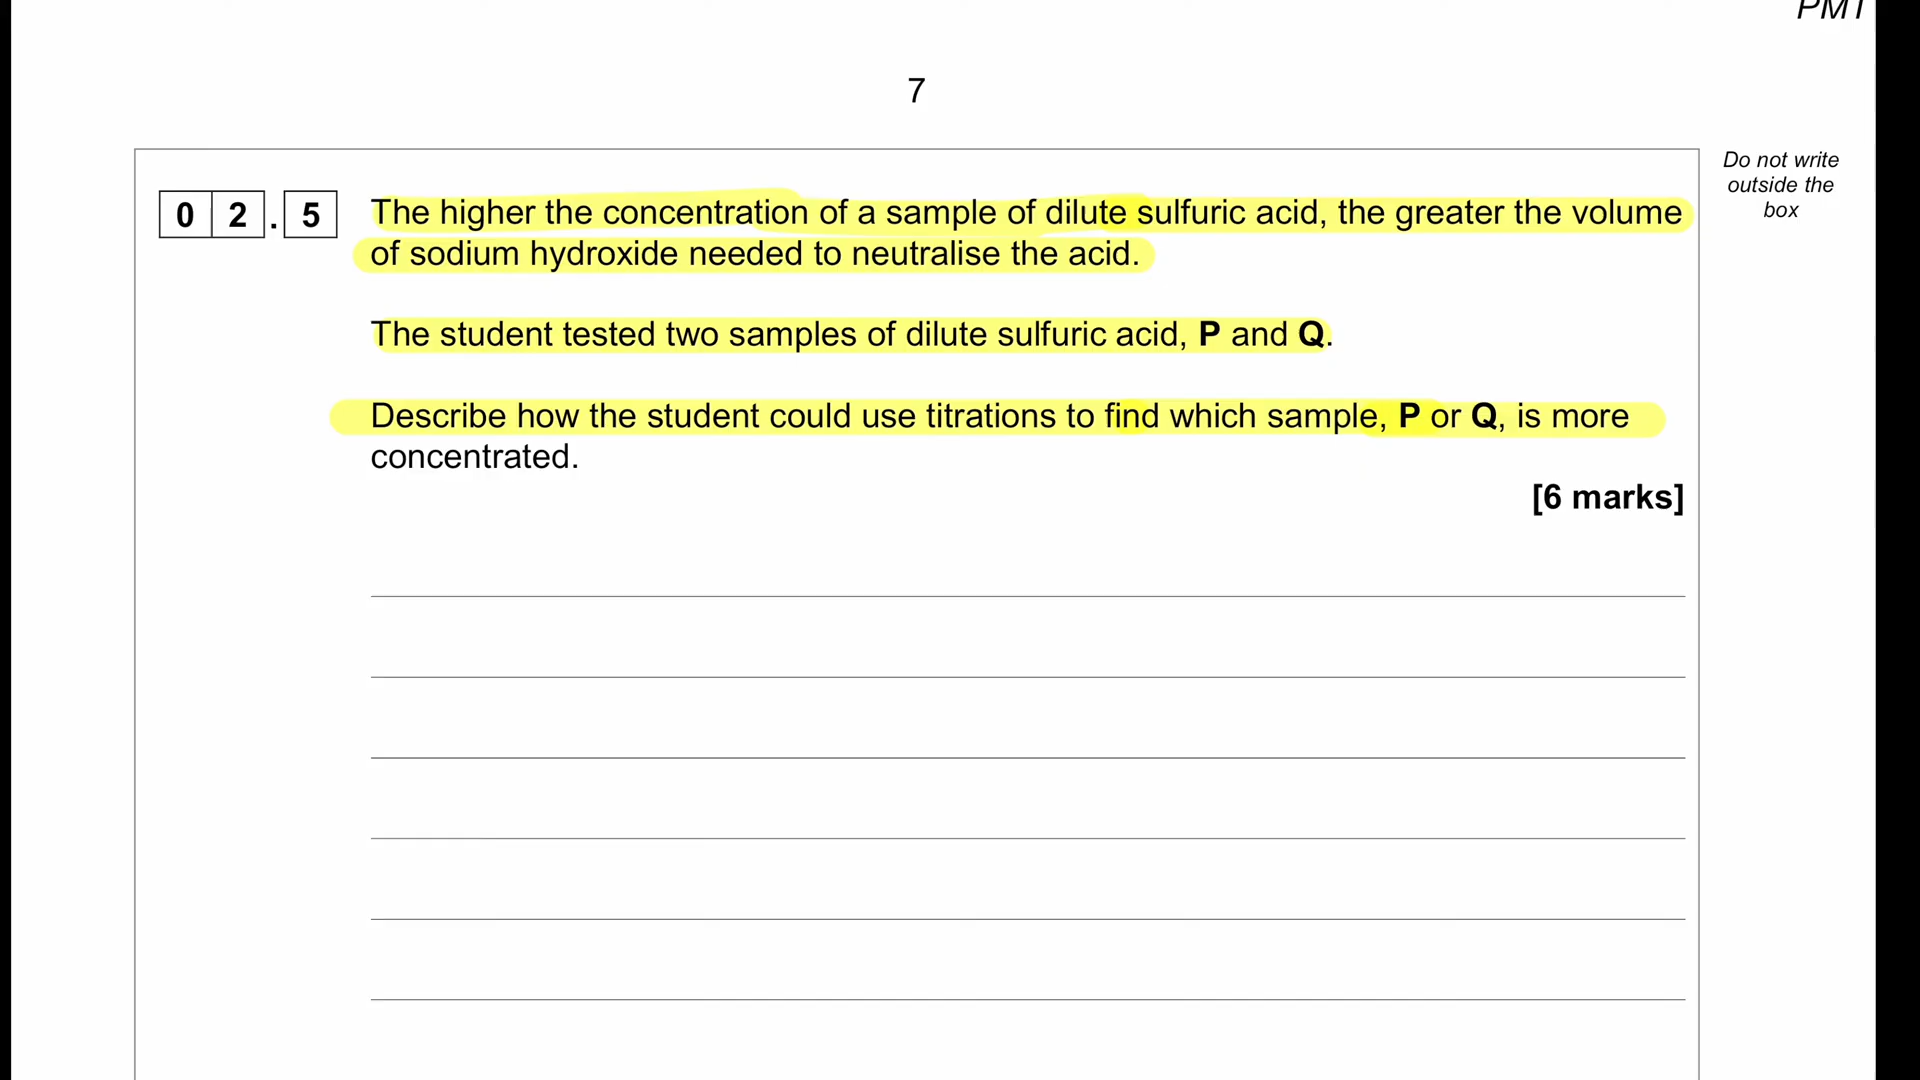 PMT
7
Do not write
outside the
box
0 2 . 5 The higher the concentration of a sample of dilute sulfuric acid, the greater the volume
of sodium hydroxide needed to neutralise the acid.
The student tested two samples of dilute sulfuric acid, P and Q.
Describe how the student could use titrations to find which sample, P or Q, is more
concentrated.
[6 marks]